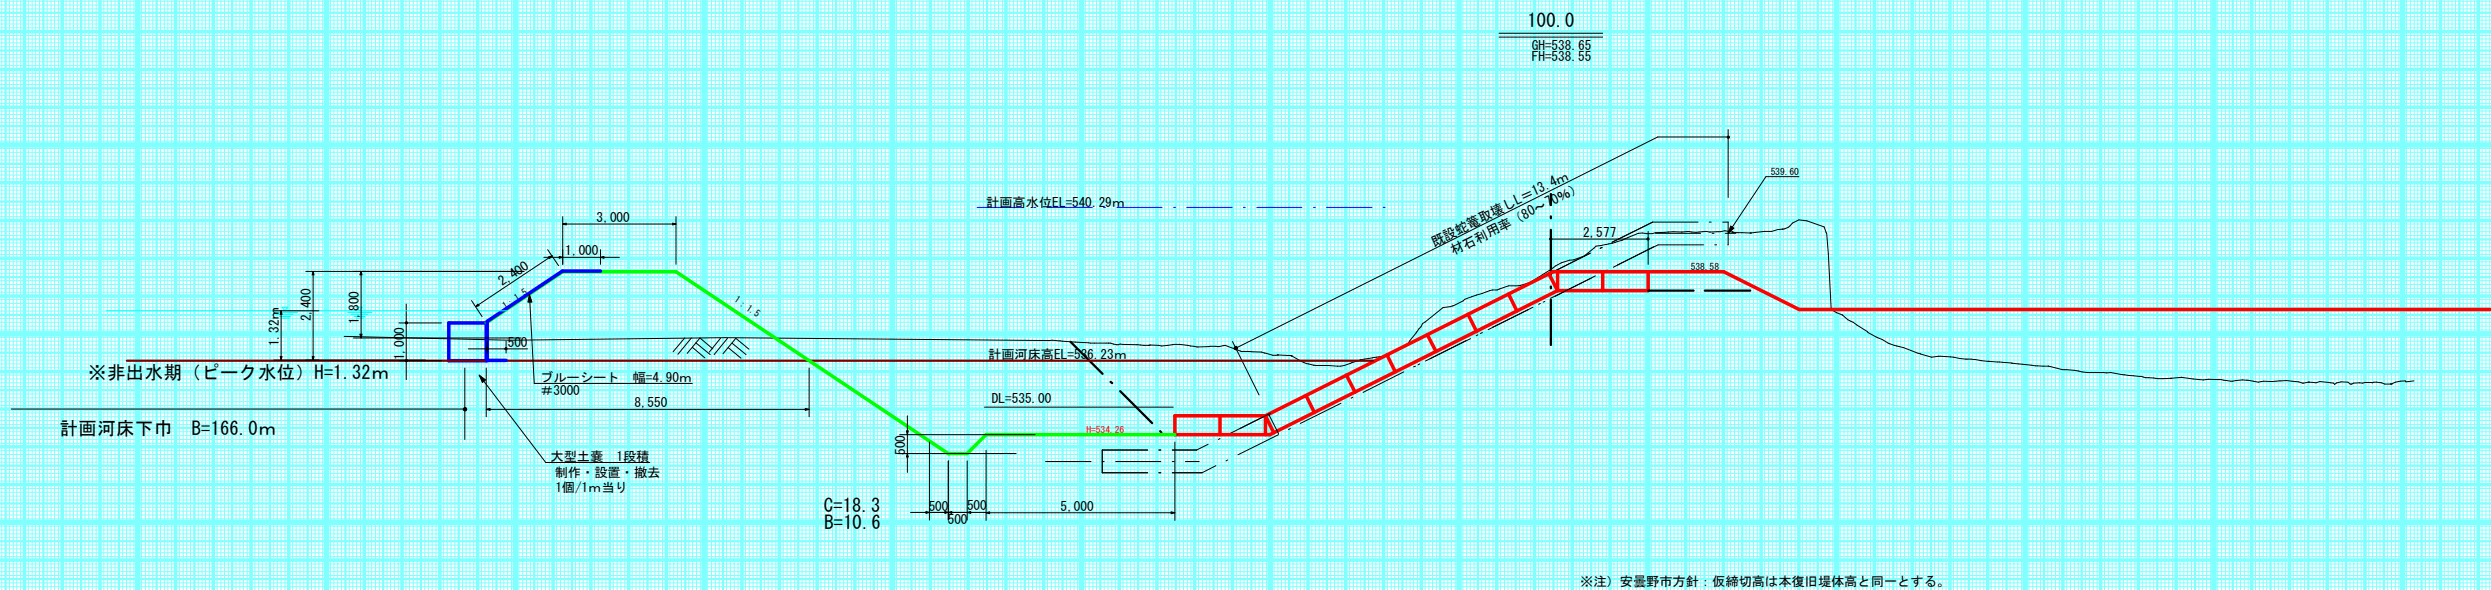 100.0
GH=538.65
FH=538.55
539.60
計画高水位EL=540.29m
既設蛇篭取壊しL=13.4m
材石利用率（80～70%）
3,000
1,000
2,577
2,400
1:1.5
1:1.5
538.58
2,400
1,800
1.32m
1,000
500
計画河床高EL=536.23m
※非出水期（ピーク水位）H=1.32m
ブルーシート　幅=4.90m
#3000
8,550
DL=535.00
計画河床下巾　B=166.0m
H=534.26
500
大型土嚢　1段積
制作・設置・撤去
1個/1m当り
C=18.3
B=10.6
500
500
500
5,000
※注）安曇野市方針：仮締切高は本復旧堤体高と同一とする。